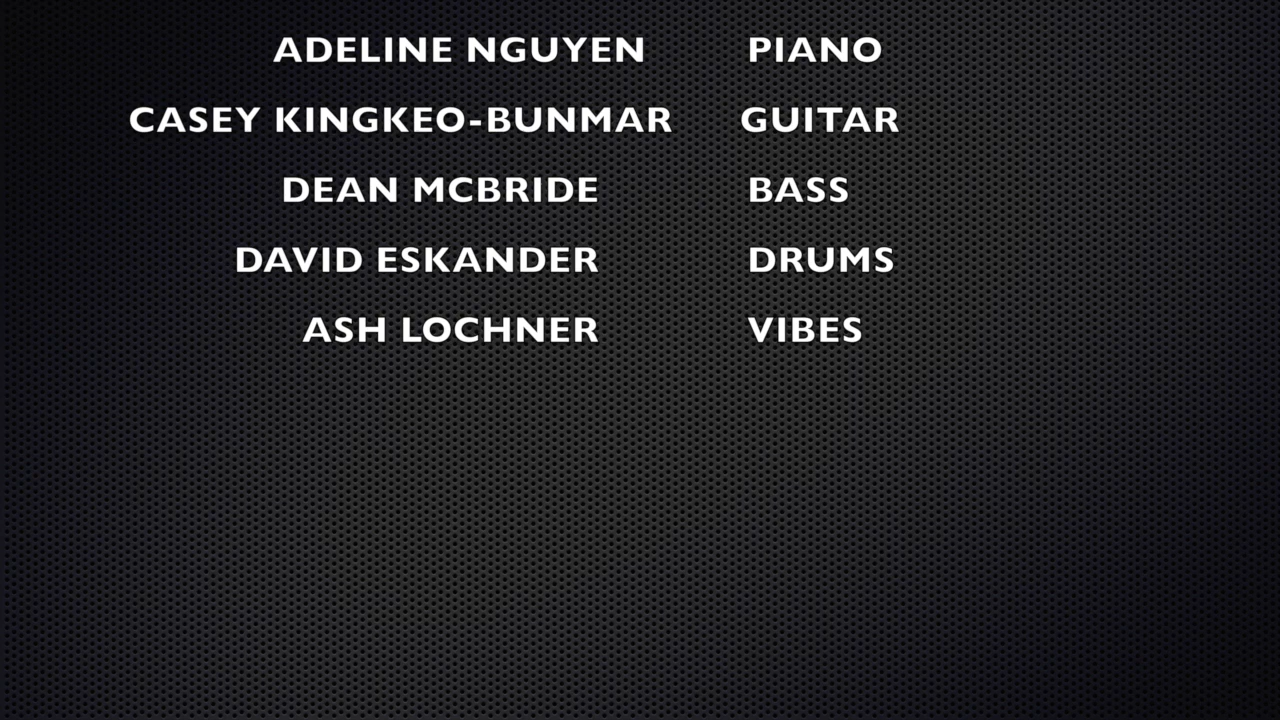 ADELINE NGUYEN PIANO
CASEY KINGKEO-BUNMAR GUITAR
DEAN MCBRIDE BASS
DAVID ESKANDER DRUMS
ASH LOCHNER VIBES